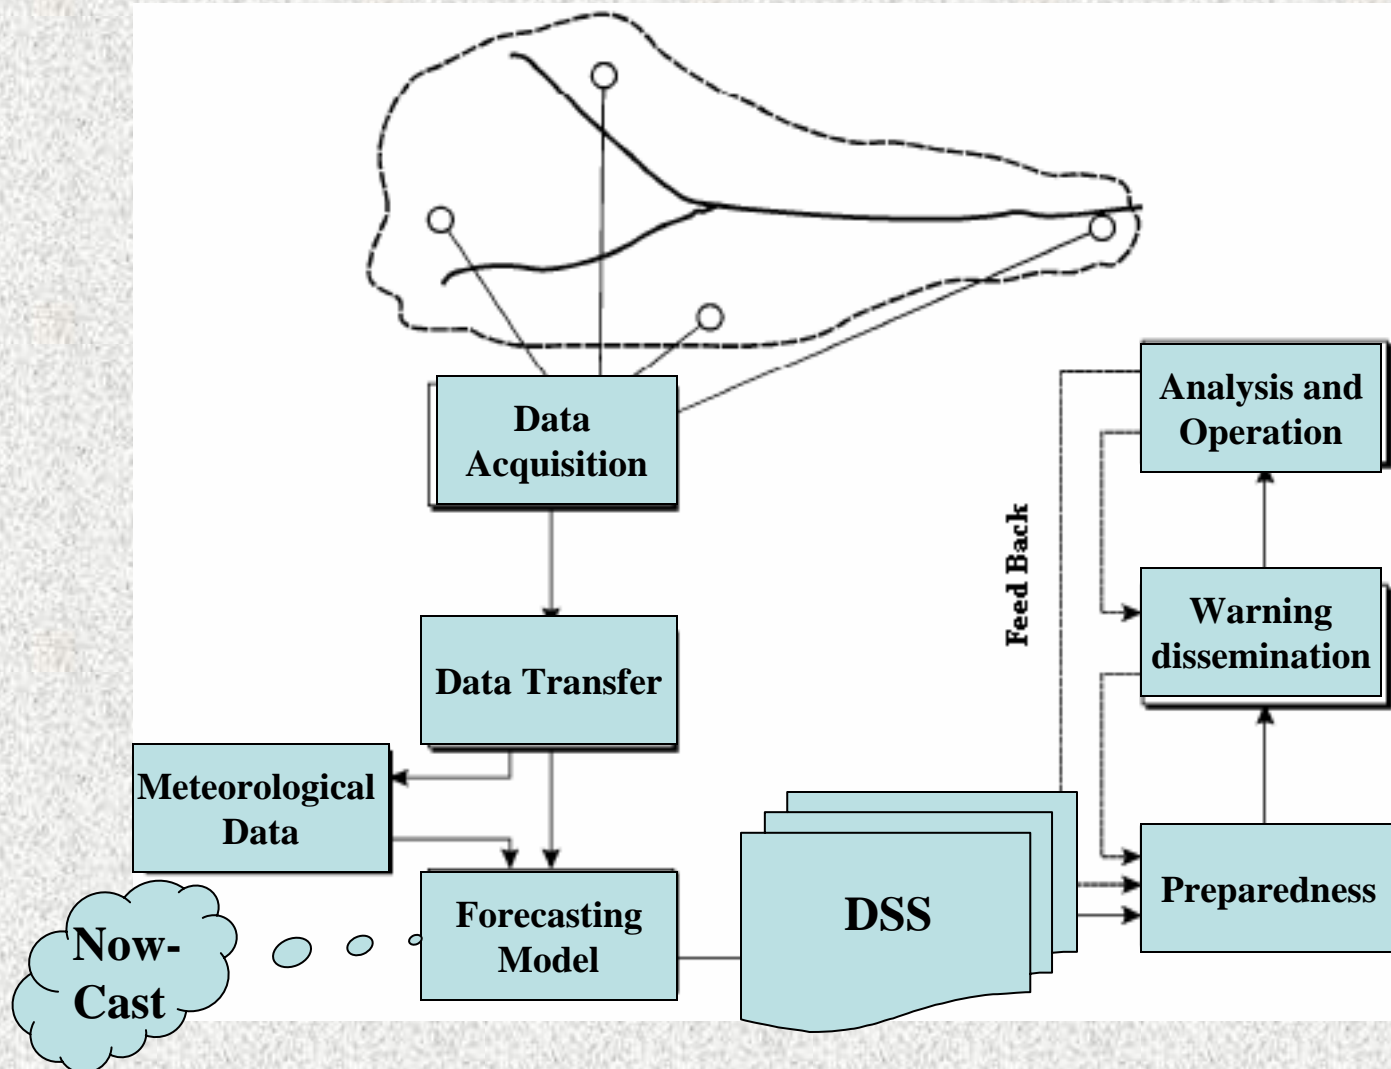 Data
Acquisition
Data Transfer
Meteorological
Data
Forecasting
Model
Now-
Cast
DSS
Feed Back
Analysis and
Operation
Warning
dissemination
Preparedness